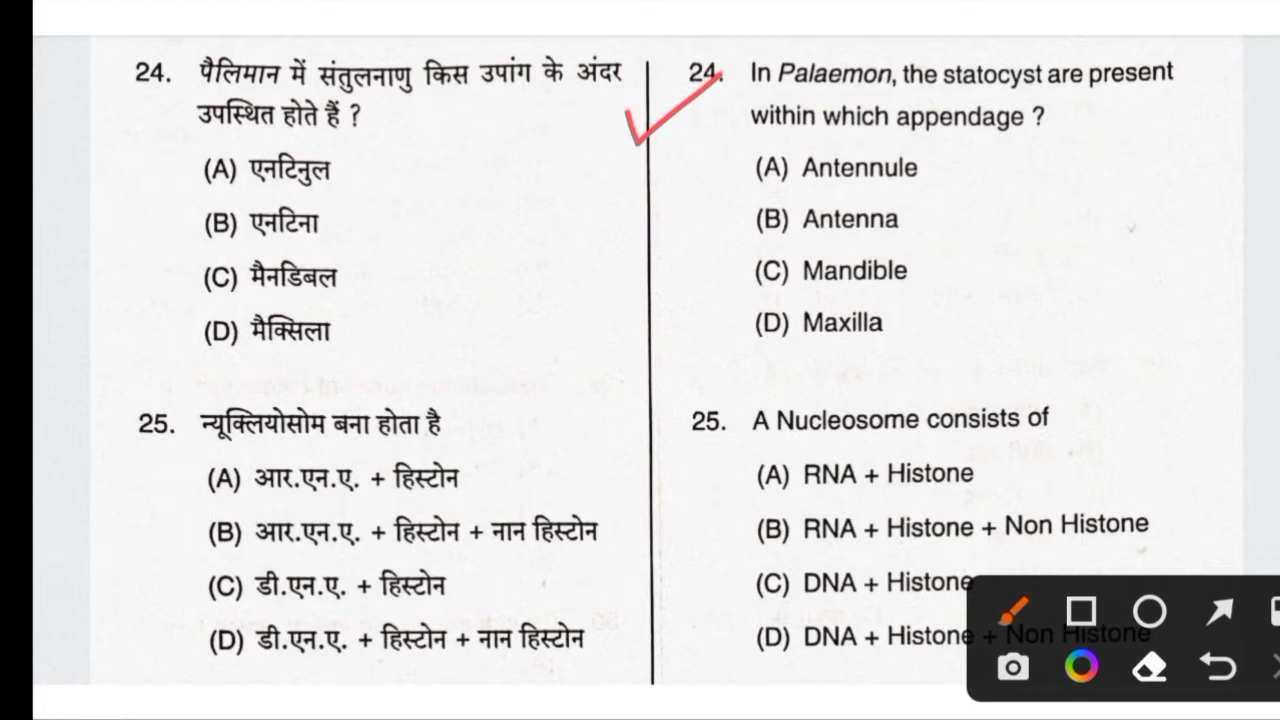 24. पैलिमान में संतुलनाणु किस उपांग के अंदर
उपस्थित होते हैं ?
(A) एनटिनुल
(B) एनटिना
(C) मैनडिबल
(D) मैक्सिला
25. न्यूक्लियोसोम बना होता है
(A) आर.एन.ए. + हिस्टोन
(B) आर.एन.ए. + हिस्टोन + नान हिस्टोन
(C) डी.एन.ए. + हिस्टोन
(D) डी.एन.ए. + हिस्टोन + नान हिस्टोन
24. In Palaemon, the statocyst are present
within which appendage ?
(A) Antennule
(B) Antenna
(C) Mandible
(D) Maxilla
25. A Nucleosome consists of
(A) RNA + Histone
(B) RNA + Histone + Non Histone
(C) DNA + Histone
(D) DNA + Histone + Non Histone